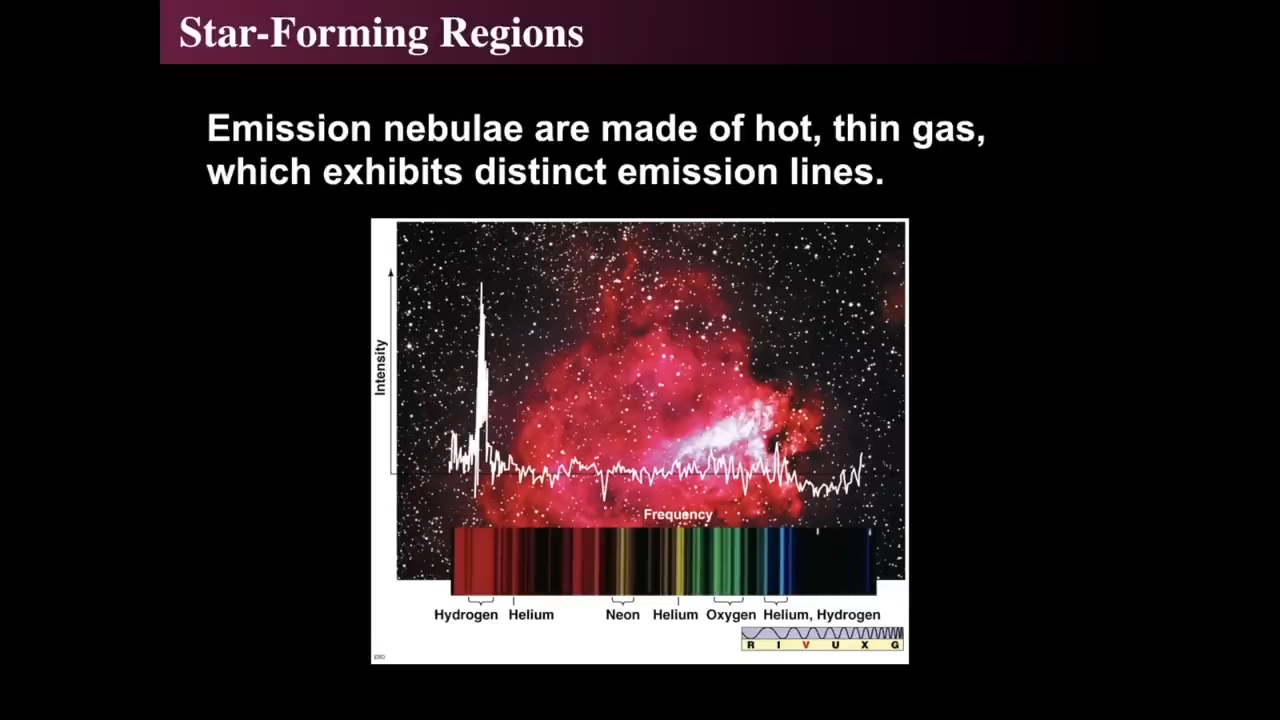 Star-Forming Regions
Emission nebulae are made of hot, thin gas,
which exhibits distinct emission lines.
Intensity
Frequency
Hydrogen Helium Neon Helium Oxygen Helium, Hydrogen
R I V U X G